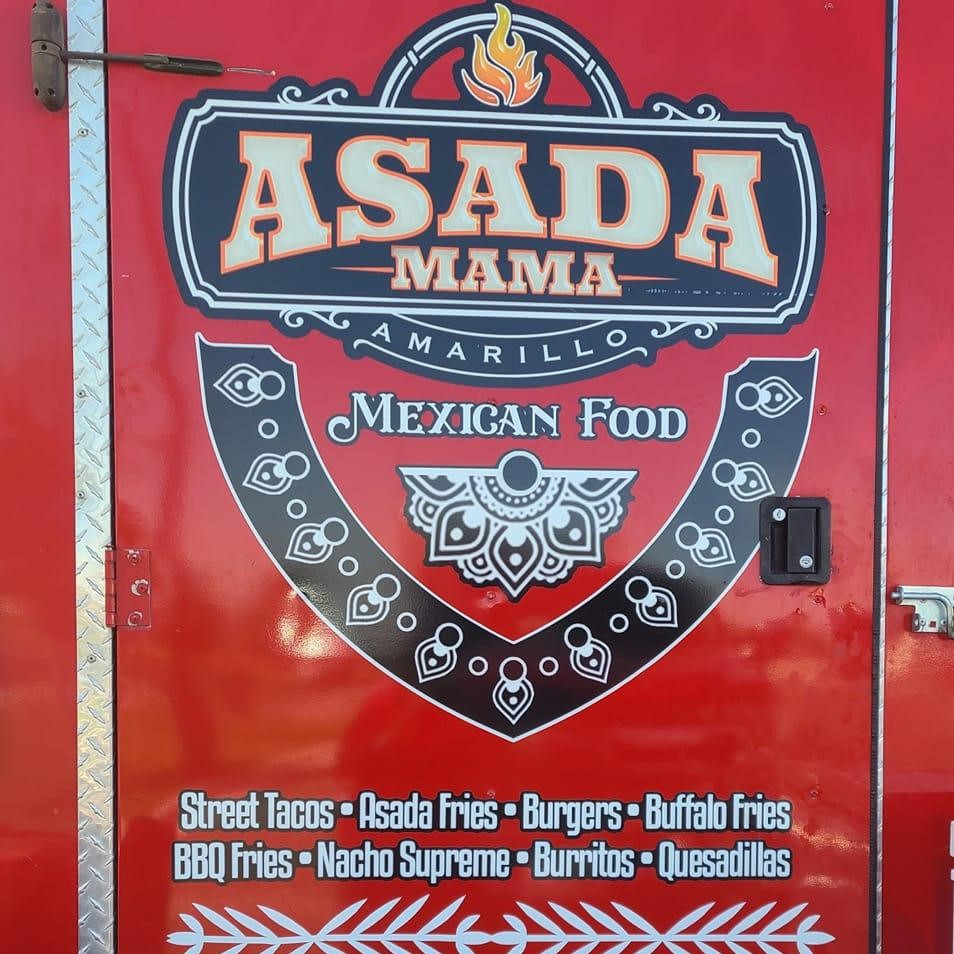 ASADA
MAMA
AMARILLO
MEXICAN FOOD
Street Tacos • Asada Fries • Burgers • Buffalo Fries
BBQ Fries • Nacho Supreme • Burritos • Quesadillas